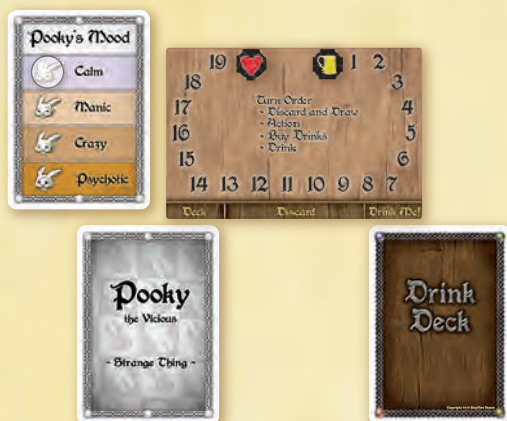 Pooky's Mood
Calm
Manic
Crazy
Psychotic
19 1 2
18 3
17 4
16 5
15 6
14 13 12 11 10 9 8 7
Turn Order
• Discard and Draw
• Action
• Buy Drinks
• Drink
Deck Discard Drink Me!
Pooky
the Vicious
- Strange Thing -
Drink
Deck